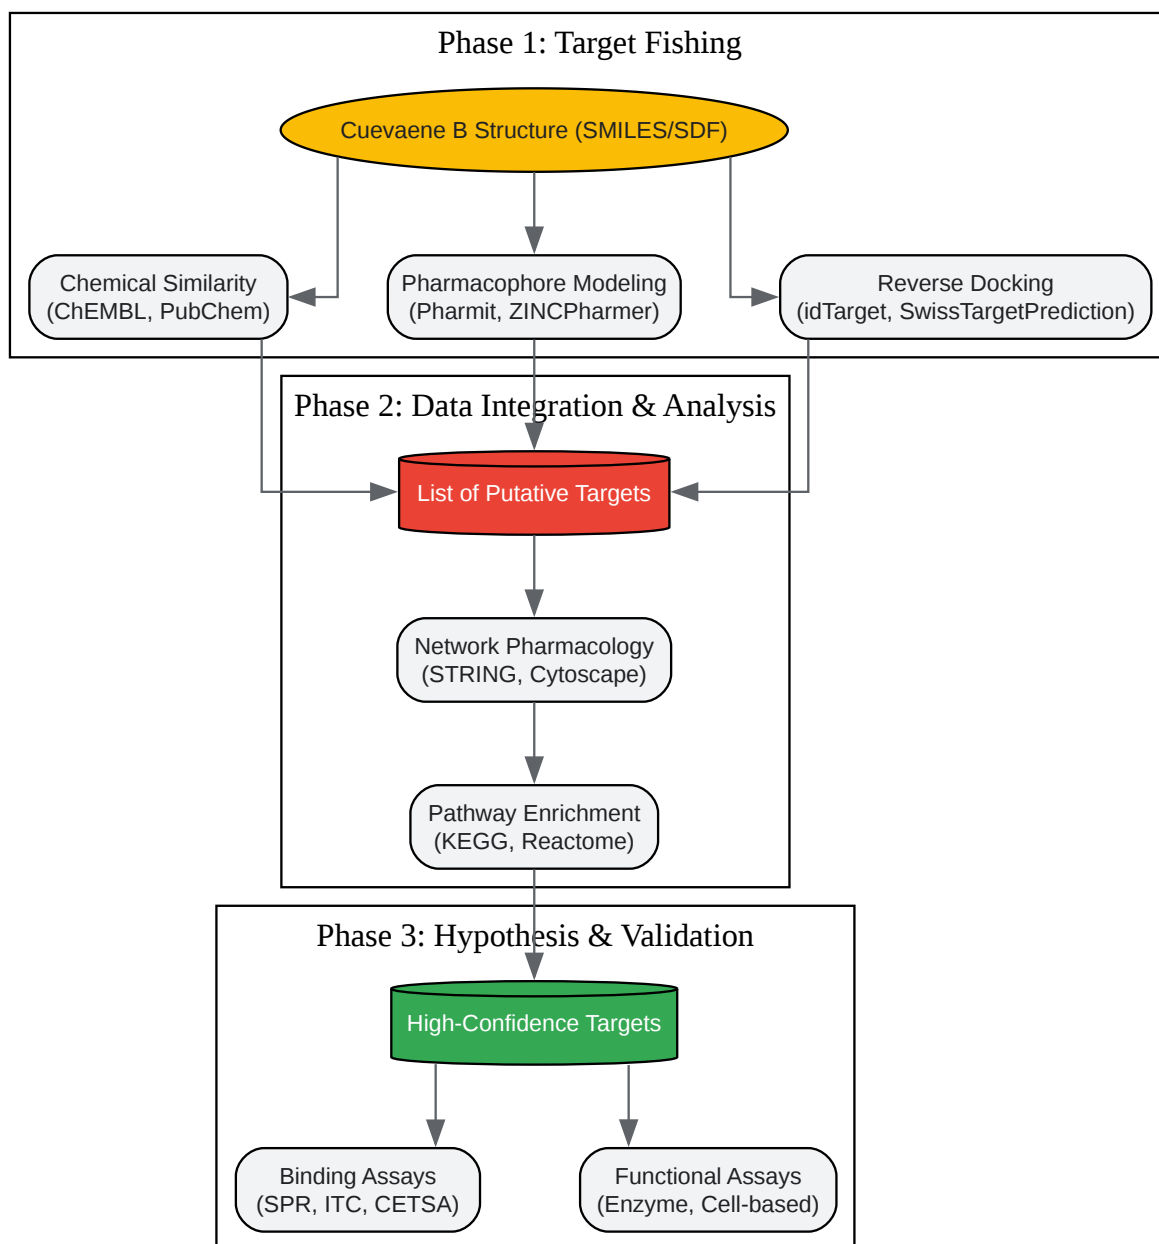 Phase 1: Target Fishing
Cuevaene B Structure (SMILES/SDF)
Chemical Similarity
(ChEMBL, PubChem)
Pharmacophore Modeling
(Pharmit, ZINCPharmer)
Reverse Docking
(idTarget, SwissTargetPrediction)
Phase 2: Data Integration & Analysis
List of Putative Targets
Network Pharmacology
(STRING, Cytoscape)
Pathway Enrichment
(KEGG, Reactome)
Phase 3: Hypothesis & Validation
High-Confidence Targets
Binding Assays
(SPR, ITC, CETSA)
Functional Assays
(Enzyme, Cell-based)